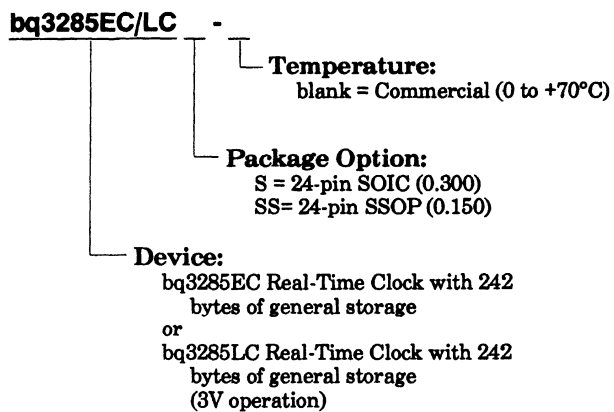 bq3285EC/LC _ - _
Temperature:
blank = Commercial (0 to +70°C)
Package Option:
S = 24-pin SOIC (0.300)
SS= 24-pin SSOP (0.150)
Device:
bq3285EC Real-Time Clock with 242
bytes of general storage
or
bq3285LC Real-Time Clock with 242
bytes of general storage
(3V operation)